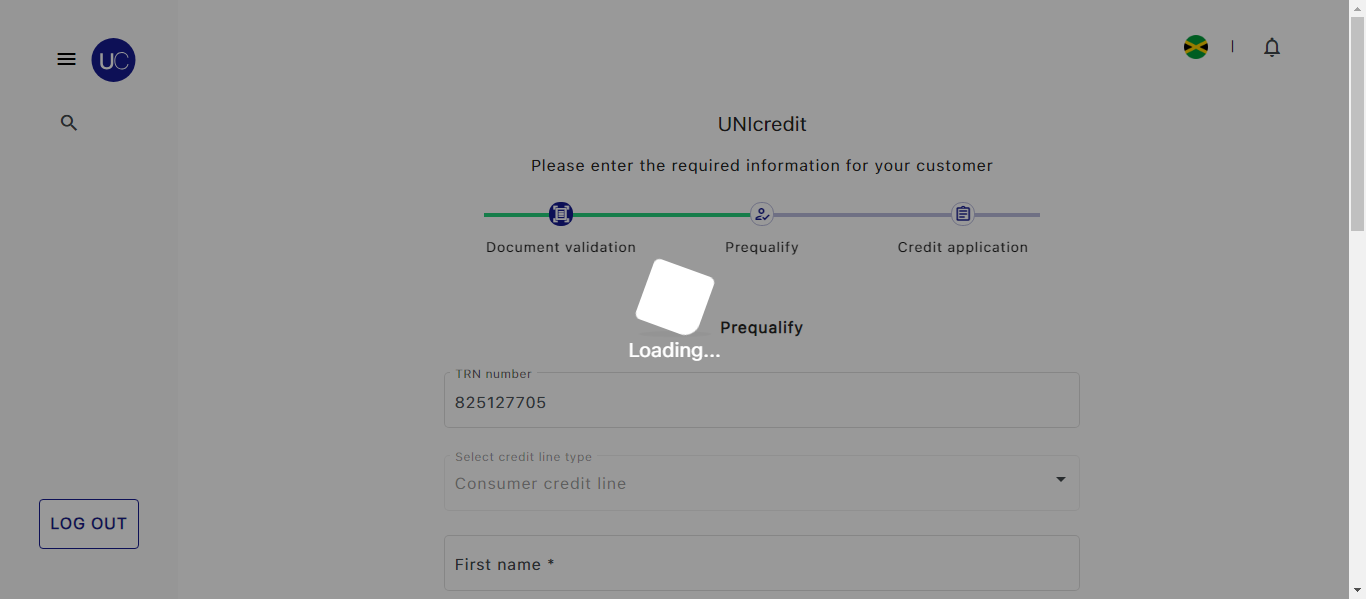 UC
UNIcredit
Please enter the required information for your customer
Document validation
Prequalify
Credit application
Prequalify
Loading...
TRN number
825127705
Select credit line type
Consumer credit line
LOG OUT
First name *